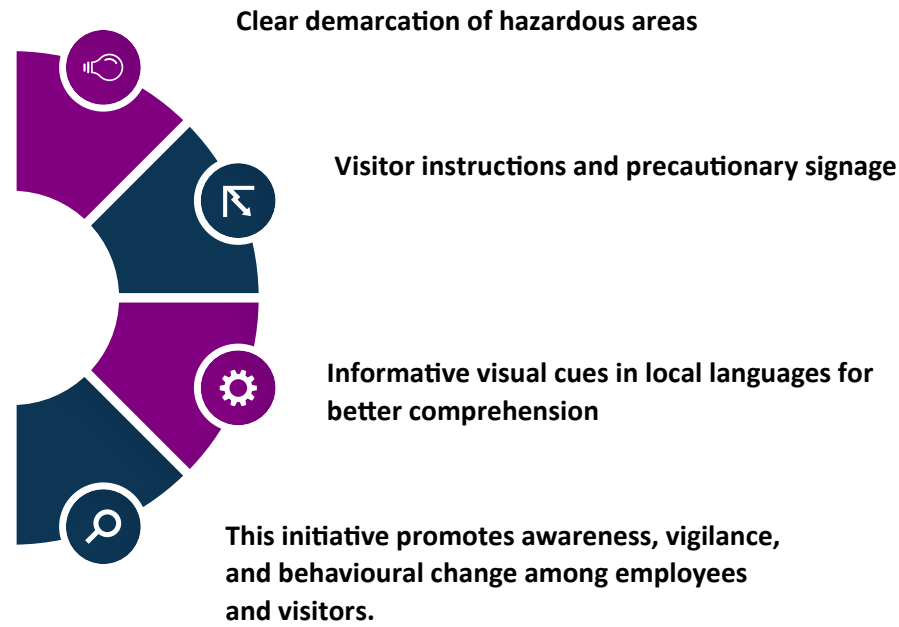 Clear demarcation of hazardous areas
Visitor instructions and precautionary signage
Informative visual cues in local languages for
better comprehension
This initiative promotes awareness, vigilance,
and behavioural change among employees
and visitors.